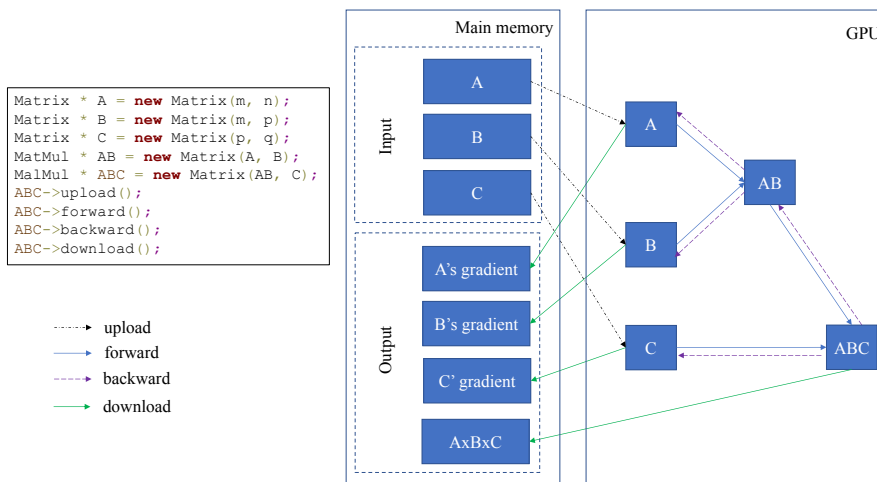 Main memory
GPU
Input
A
B
C
Matrix * A = new Matrix(m, n);
Matrix * B = new Matrix(m, p);
Matrix * C = new Matrix(p, q);
MatMul * AB = new Matrix(A, B);
MalMul * ABC = new Matrix(AB, C);
ABC->upload();
ABC->forward();
ABC->backward();
ABC->download();
A
B
C
AB
ABC
Output
A's gradient
B's gradient
C' gradient
AxBxC
upload
forward
backward
download